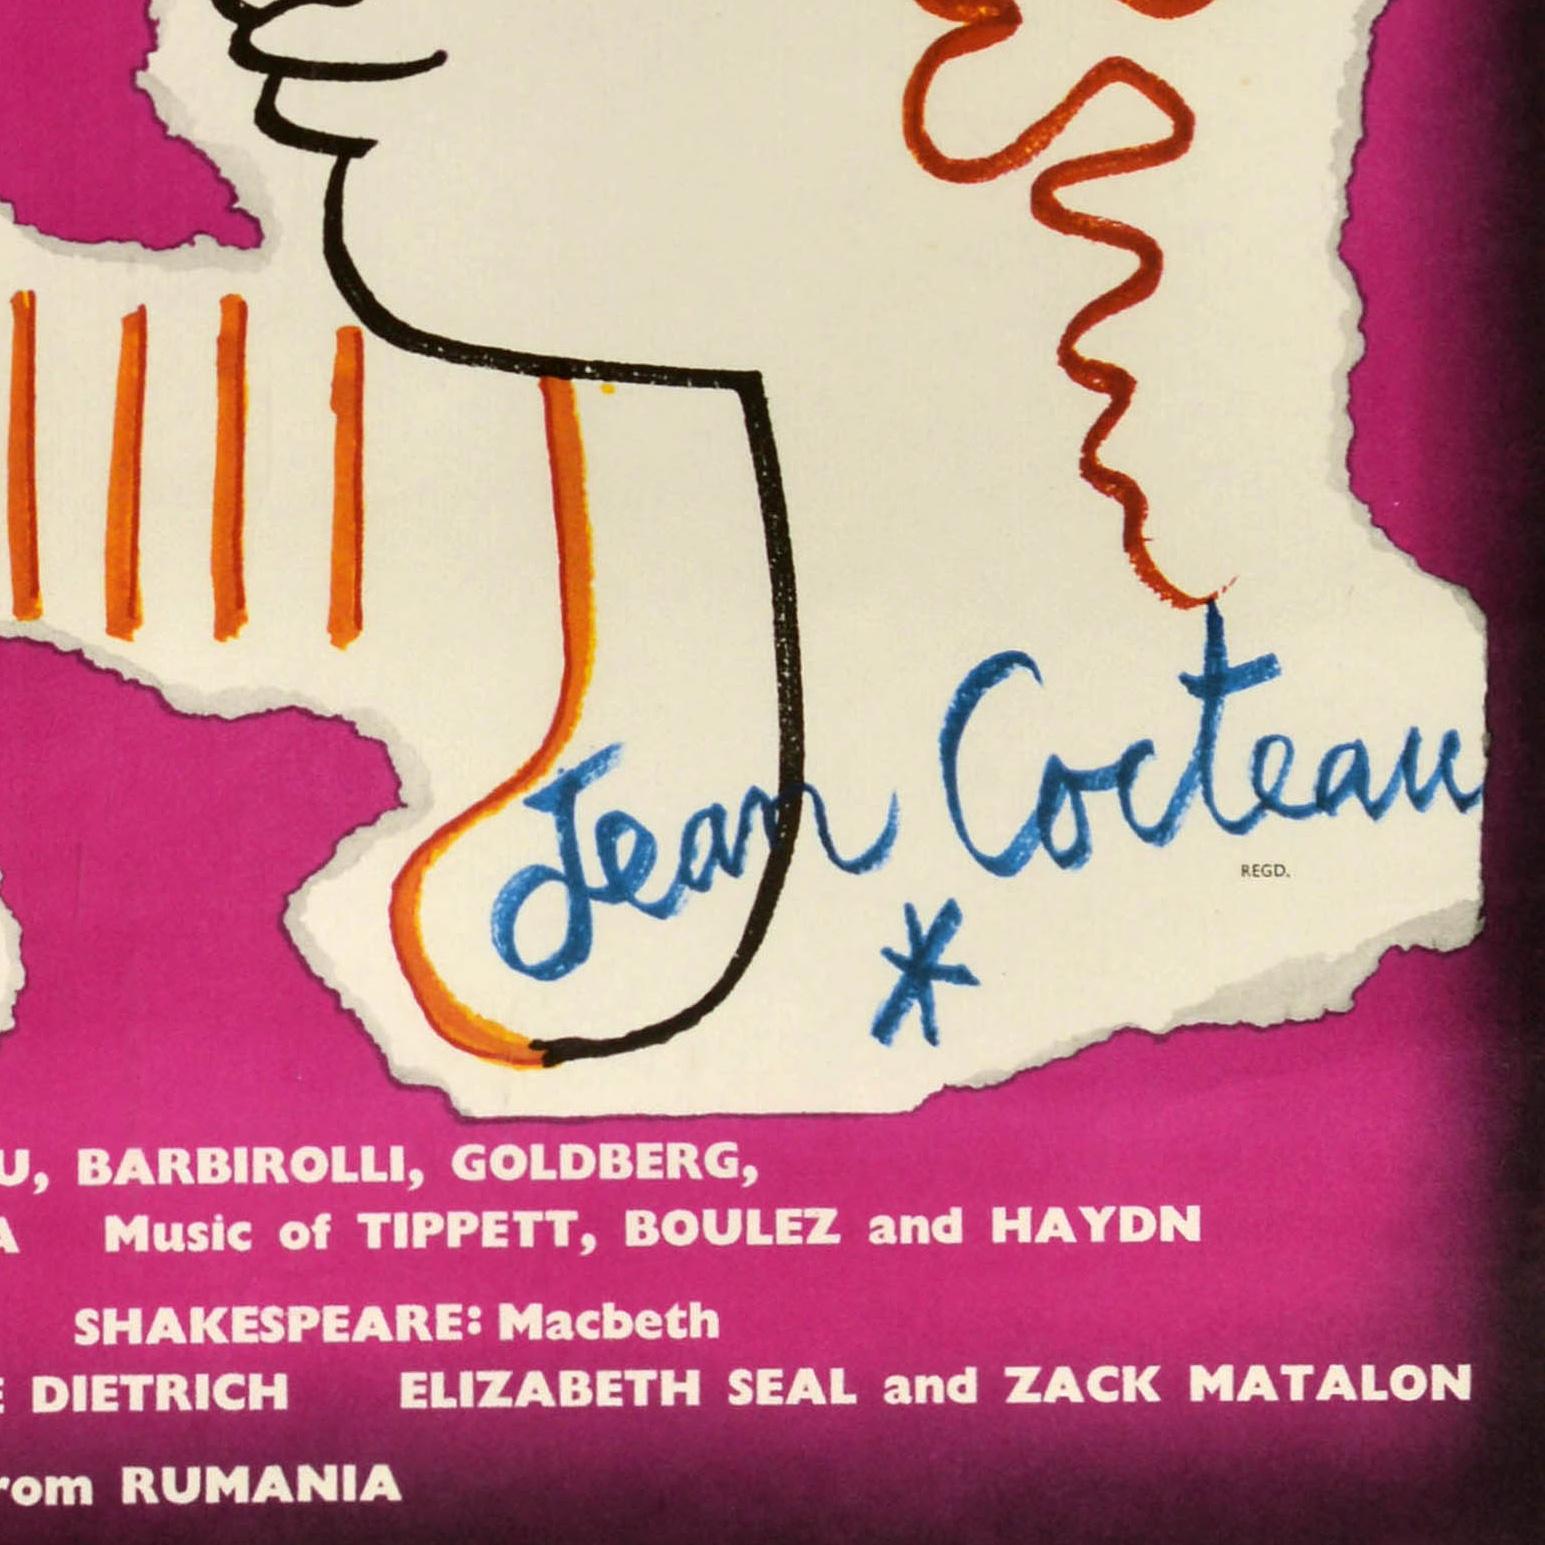 Jean Cocteau
REGD.
*
U, BARBIROLLI, GOLDBERG,
A Music of TIPPETT, BOULEZ and HAYDN
SHAKESPEARE: Macbeth
E DIETRICH ELIZABETH SEAL and ZACK MATALON
rom RUMANIA